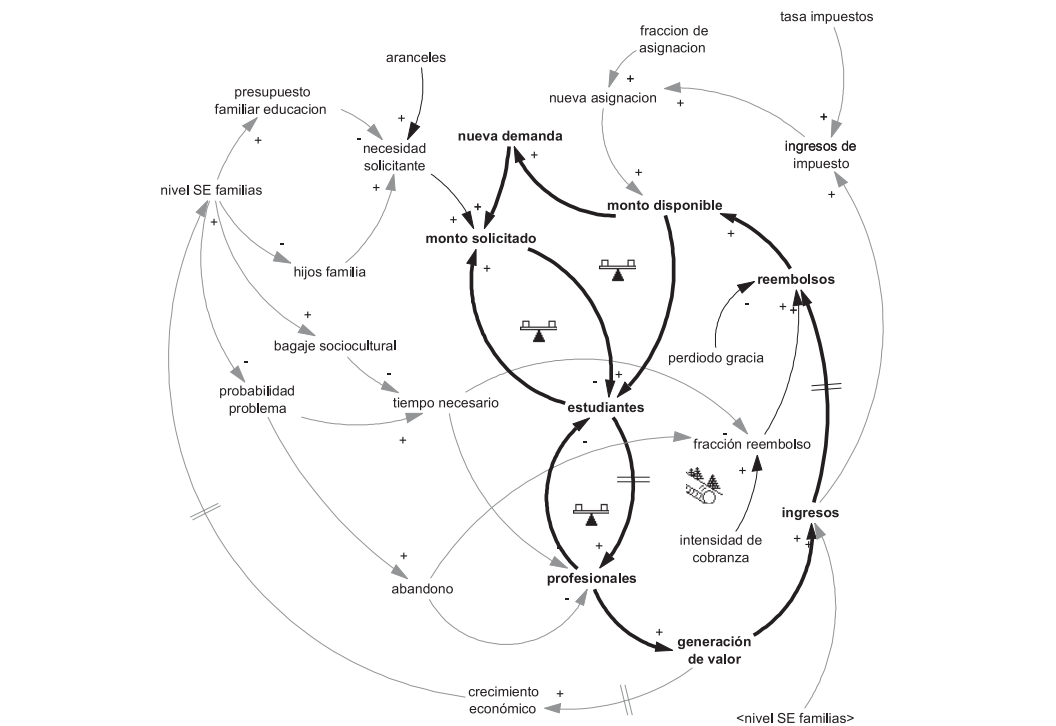 tasa impuestos
fraccion de
asignacion
aranceles
presupuesto
familiar educacion
+
nueva asignacion
+
+
+
+
nueva demanda
-
+
necesidad
solicitante
ingresos de
impuesto
+
+
nivel SE familias
+
+
+
monto disponible
+
+
+
monto solicitado
-
+
+
hijos familia
reembolsos
-
+
+
+
bagaje sociocultural
perdiodo gracia
-
-
-
+
probabilidad
problema
tiempo necesario
estudiantes
+
-
-
fracción reembolso
+
ingresos
+
+
-
+
intensidad de
cobranza
+
abandono
profesionales
-
+
generación
de valor
crecimiento
económico
+
<nivel SE familias>